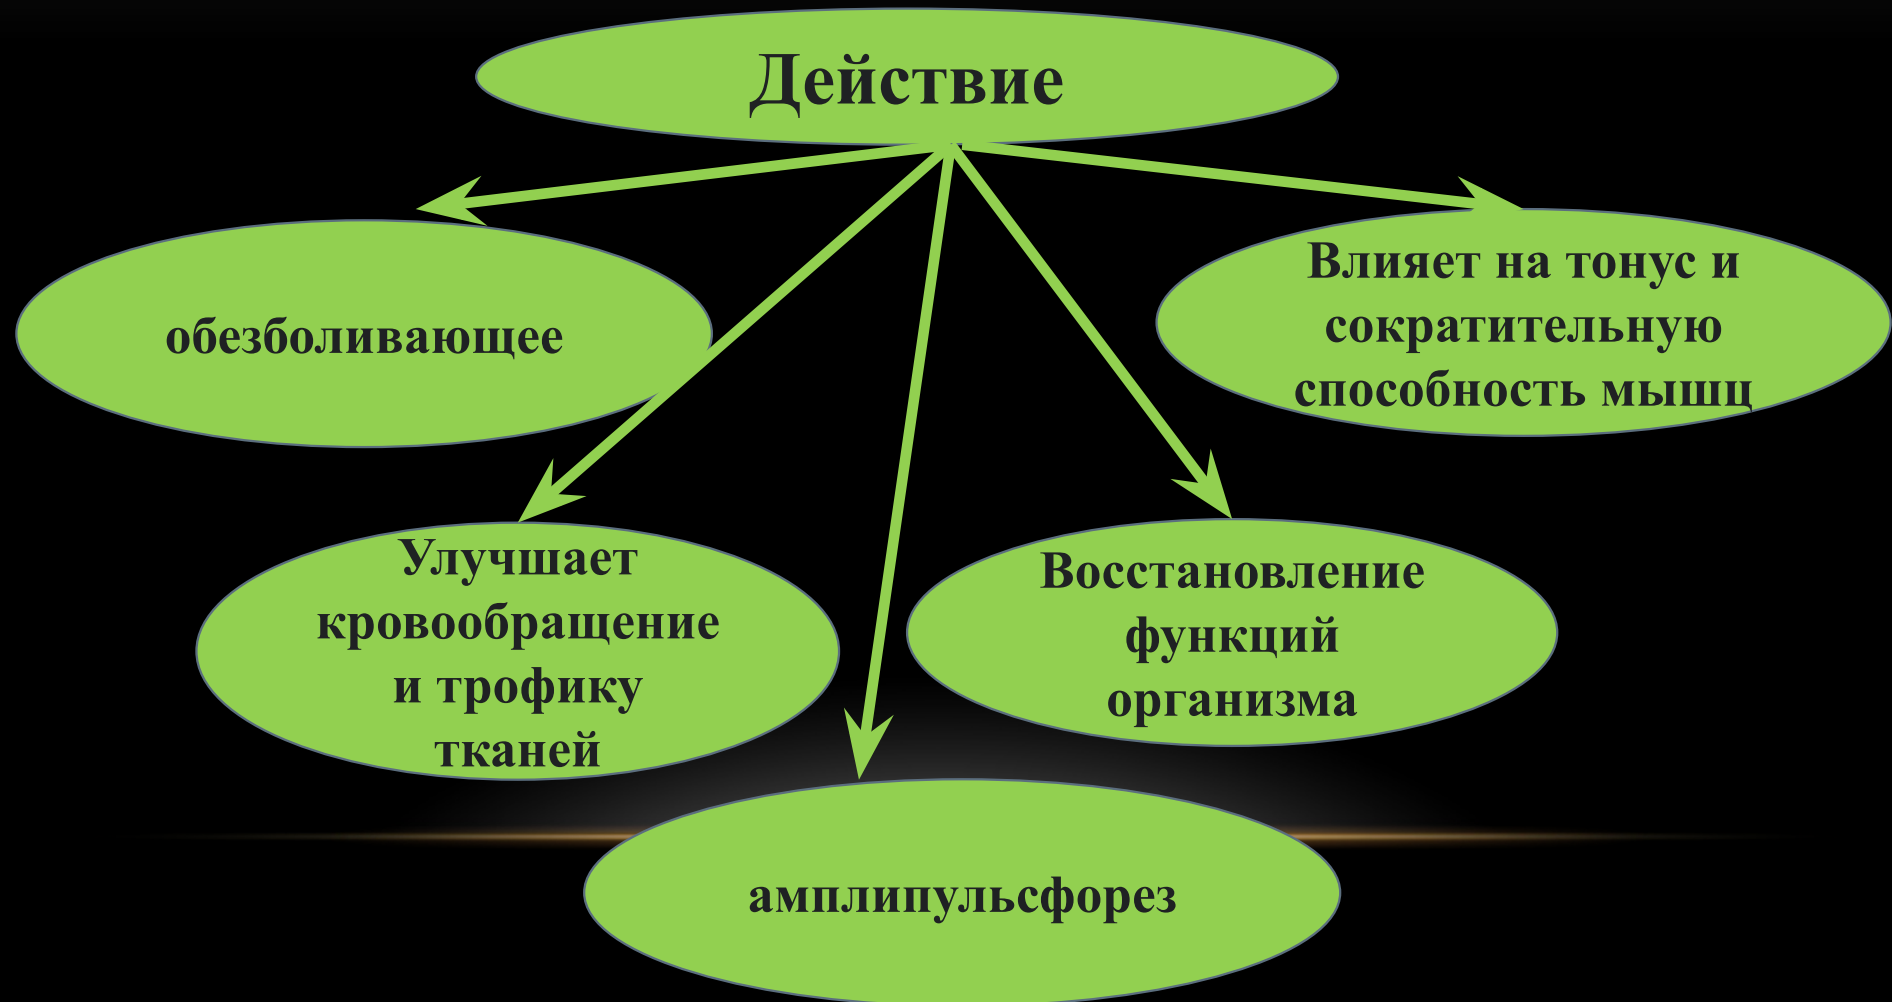 Действие
обезболивающее
Влияет на тонус и
сократительную
способность мышц
Улучшает
кровообращение
и трофику
тканей
Восстановление
функций
организма
амплипульсфорез